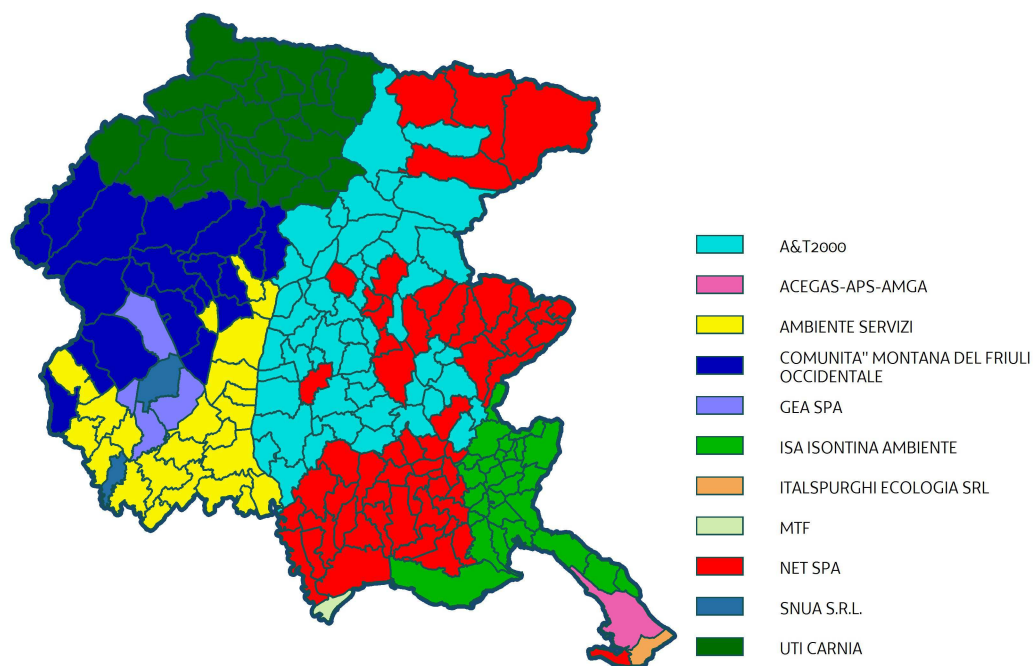 A&T2000
ACEGAS-APS-AMGA
AMBIENTE SERVIZI
COMUNITA'' MONTANA DEL FRIULI
OCCIDENTALE
GEA SPA
ISA ISONTINA AMBIENTE
ITALSPURGHI ECOLOGIA SRL
MTF
NET SPA
SNUA S.R.L.
UTI CARNIA